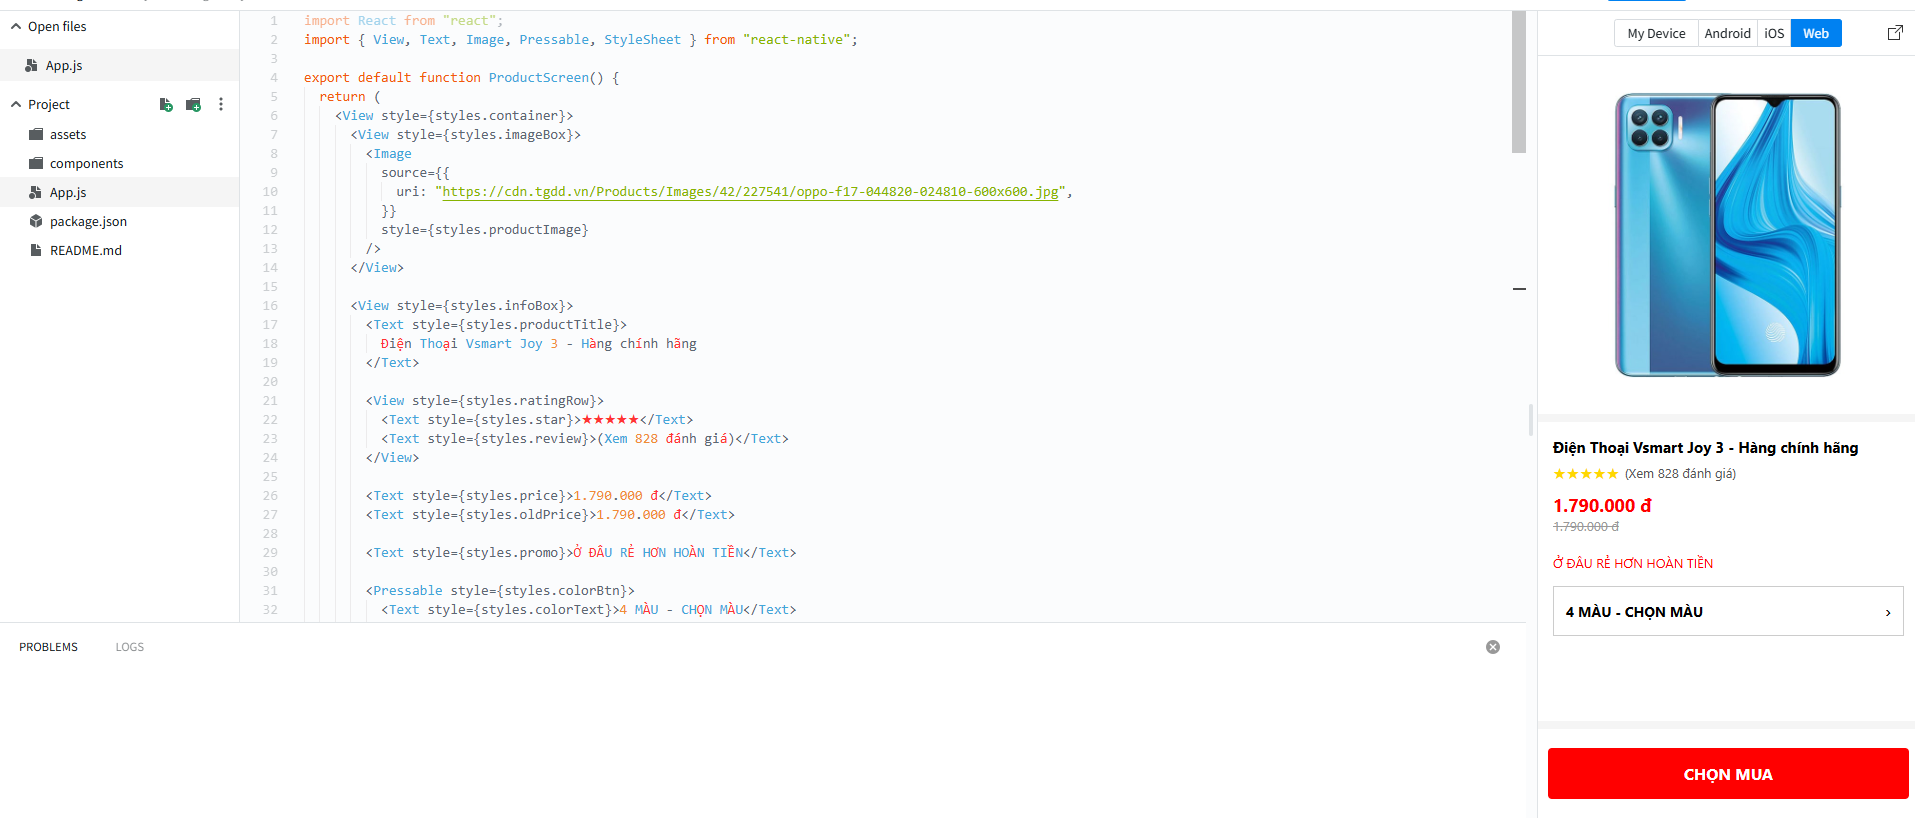 Open files
App.js
Project
assets
components
App.js
package.json
README.md
1 import React from "react";
2 import { View, Text, Image, Pressable, StyleSheet } from "react-native";
3
4 export default function ProductScreen() {
5 return (
6 <View style={styles.container}>
7 <View style={styles.imageBox}>
8 <Image
9 source={{
10 uri: "https://cdn.tgdd.vn/Products/Images/42/227541/oppo-f17-044820-024810-600x600.jpg",
11 }}
12 style={styles.productImage}
13 />
14 </View>
15
16 <View style={styles.infoBox}>
17 <Text style={styles.productTitle}>
18 Điện Thoại Vsmart Joy 3 - Hàng chính hãng
19 </Text>
20
21 <View style={styles.ratingRow}>
22 <Text style={styles.star}>★★★★★</Text>
23 <Text style={styles.review}>(Xem 828 đánh giá)</Text>
24 </View>
25
26 <Text style={styles.price}>1.790.000 đ</Text>
27 <Text style={styles.oldPrice}>1.790.000 đ</Text>
28
29 <Text style={styles.promo}>Ở ĐÂU RẺ HƠN HOÀN TIỀN</Text>
30
31 <Pressable style={styles.colorBtn}>
32 <Text style={styles.colorText}>4 MÀU - CHỌN MÀU</Text>
PROBLEMS LOGS
My Device Android iOS Web
Điện Thoại Vsmart Joy 3 - Hàng chính hãng
★★★★★ (Xem 828 đánh giá)
1.790.000 đ
1.790.000 đ
Ở ĐÂU RẺ HƠN HOÀN TIỀN
4 MÀU - CHỌN MÀU ›
CHỌN MUA